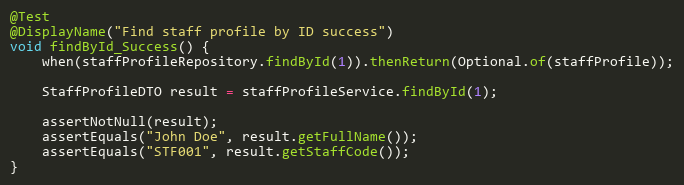 @Test
@DisplayName("Find staff profile by ID success")
void findById_Success() {
    when(staffProfileRepository.findById(1)).thenReturn(Optional.of(staffProfile));

    StaffProfileDTO result = staffProfileService.findById(1);

    assertNotNull(result);
    assertEquals("John Doe", result.getFullName());
    assertEquals("STF001", result.getStaffCode());
}